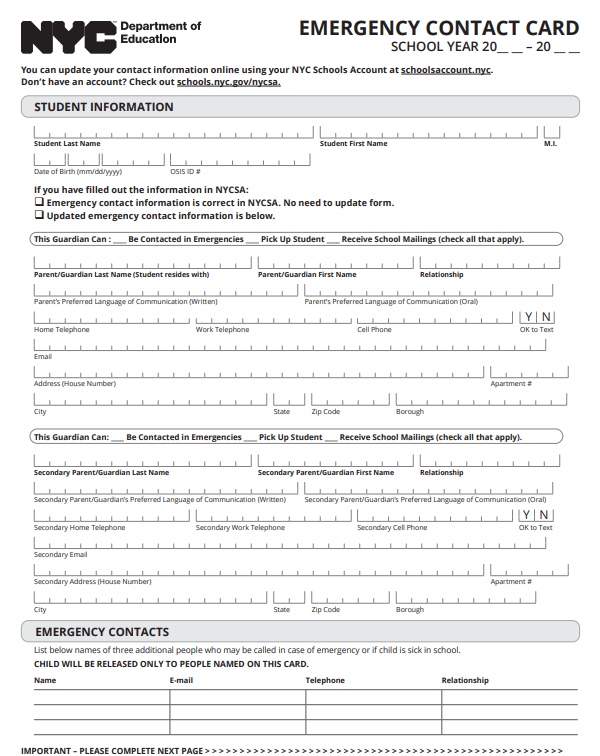 NYC Department of
Education
EMERGENCY CONTACT CARD
SCHOOL YEAR 20__ __ – 20 __ __
You can update your contact information online using your NYC Schools Account at schoolsaccount.nyc.
Don't have an account? Check out schools.nyc.gov/nycsa.
STUDENT INFORMATION
Student Last Name Student First Name M.I.
Date of Birth (mm/dd/yyyy) OSIS ID #
If you have filled out the information in NYCSA:
❑ Emergency contact information is correct in NYCSA. No need to update form.
❑ Updated emergency contact information is below.
This Guardian Can : ___ Be Contacted in Emergencies ___ Pick Up Student ___ Receive School Mailings (check all that apply).
Parent/Guardian Last Name (Student resides with) Parent/Guardian First Name Relationship
Parent's Preferred Language of Communication (Written) Parent's Preferred Language of Communication (Oral)
Y N
Home Telephone Work Telephone Cell Phone OK to Text
Email
Address (House Number) Apartment #
City State Zip Code Borough
This Guardian Can: ___ Be Contacted in Emergencies ___ Pick Up Student ___ Receive School Mailings (check all that apply).
Secondary Parent/Guardian Last Name Secondary Parent/Guardian First Name Relationship
Secondary Parent/Guardian's Preferred Language of Communication (Written) Secondary Parent/Guardian's Preferred Language of Communication (Oral)
Y N
Secondary Home Telephone Secondary Work Telephone Secondary Cell Phone OK to Text
Secondary Email
Secondary Address (House Number) Apartment #
City State Zip Code Borough
EMERGENCY CONTACTS
List below names of three additional people who may be called in case of emergency or if child is sick in school.
CHILD WILL BE RELEASED ONLY TO PEOPLE NAMED ON THIS CARD.
Name E-mail Telephone Relationship
IMPORTANT – PLEASE COMPLETE NEXT PAGE > > > > > > > > > > > > > > > > > > > > > > > > > > > > > > > > > > > > > > > > > > > > > > > > > >